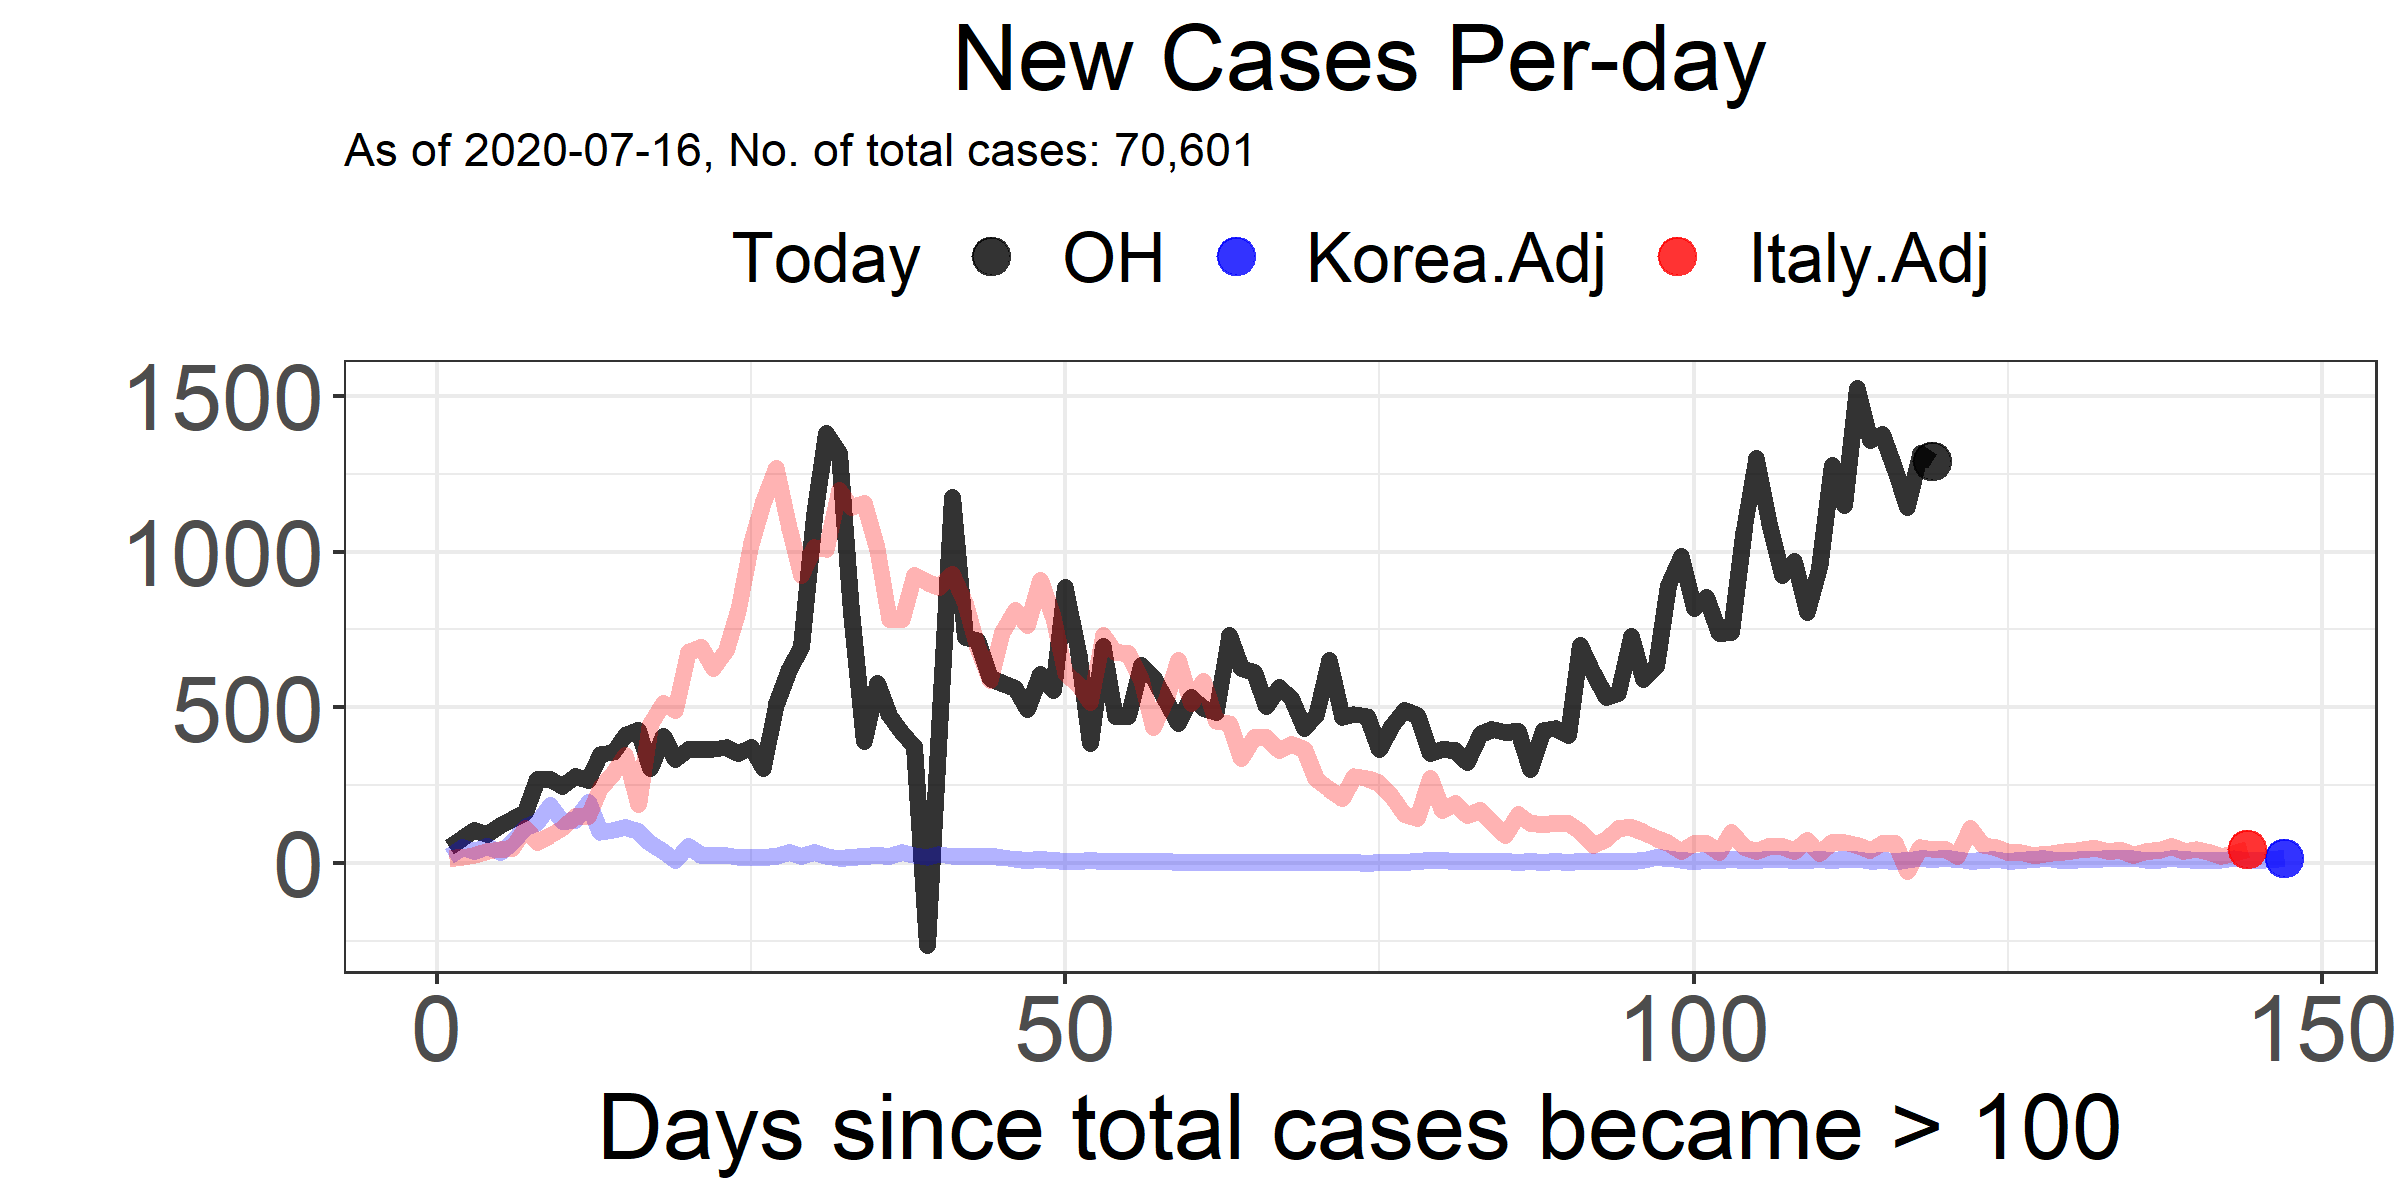 New Cases Per-day
As of 2020-07-16, No. of total cases: 70,601
Today OH Korea.Adj Italy.Adj
1500
1000
500
0
0 50 100 150
Days since total cases became > 100